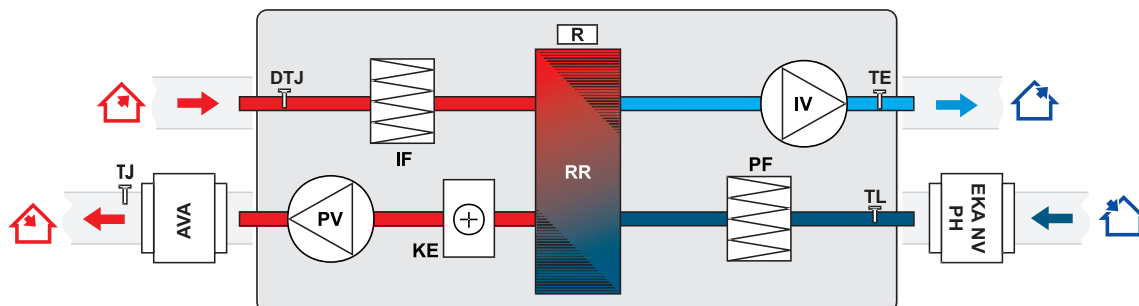 R
DTJ
TE
IV
IF
PF
RR
TJ
TL
AVA
PV
KE
EKA NV
PH